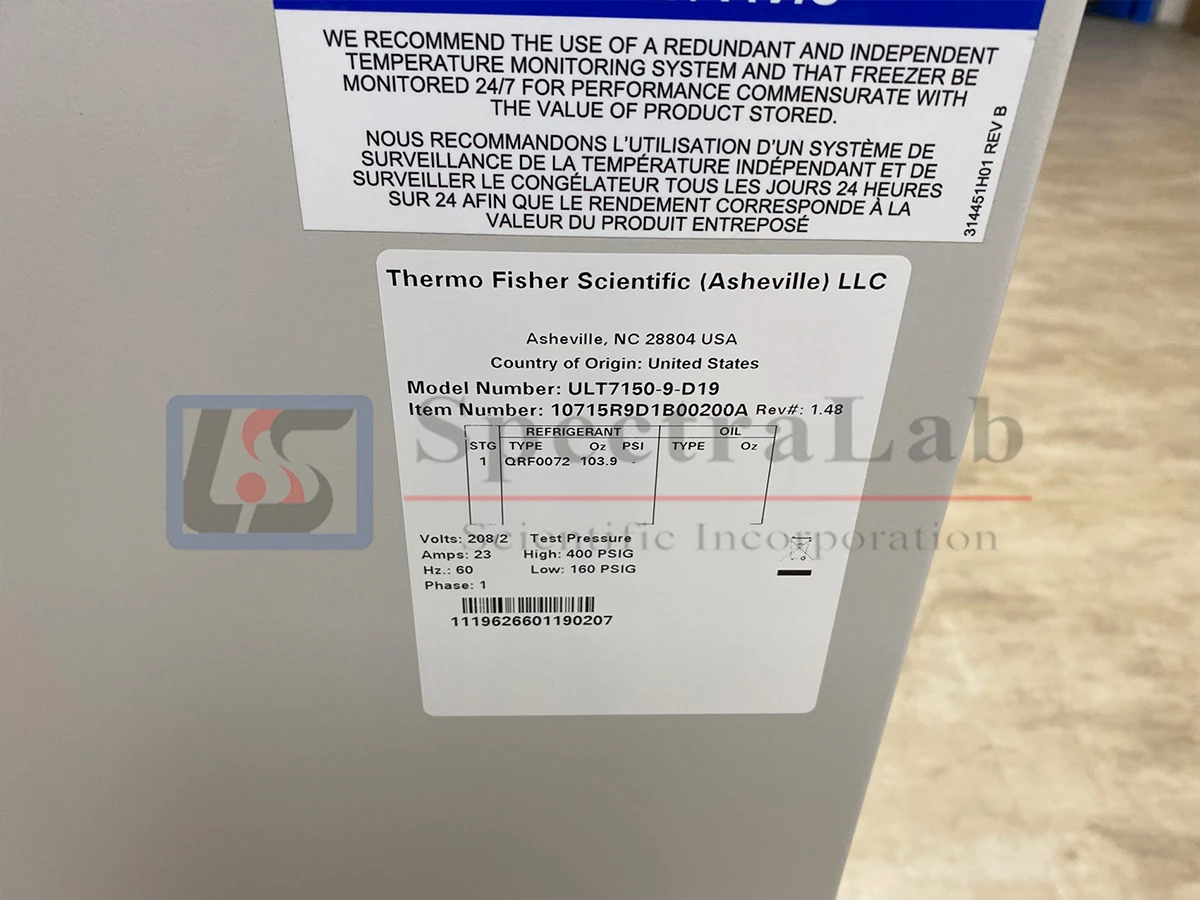 WE RECOMMEND THE USE OF A REDUNDANT AND INDEPENDENT
TEMPERATURE MONITORING SYSTEM AND THAT FREEZER BE
MONITORED 24/7 FOR PERFORMANCE COMMENSURATE WITH
THE VALUE OF PRODUCT STORED.
NOUS RECOMMANDONS L'UTILISATION D'UN SYSTÈME DE
SURVEILLANCE DE LA TEMPÉRATURE INDÉPENDANT ET DE
SURVEILLER LE CONGÉLATEUR TOUS LES JOURS 24 HEURES
SUR 24 AFIN QUE LE RENDEMENT CORRESPONDE À LA
VALEUR DU PRODUIT ENTREPOSÉ
314451H01 REV B
Thermo Fisher Scientific (Asheville) LLC
Asheville, NC 28804 USA
Country of Origin: United States
Model Number: ULT7150-9-D19
Item Number: 10715R9D1B00200A Rev#: 1.48
REFRIGERANT OIL
STG TYPE Oz PSI TYPE Oz
1 QRF0072 103.9 -
Volts: 208/2 Test Pressure
Amps: 23 High: 400 PSIG
Hz.: 60 Low: 160 PSIG
Phase: 1
1119626601190207
LS SpectraLab
Scientific Incorporation